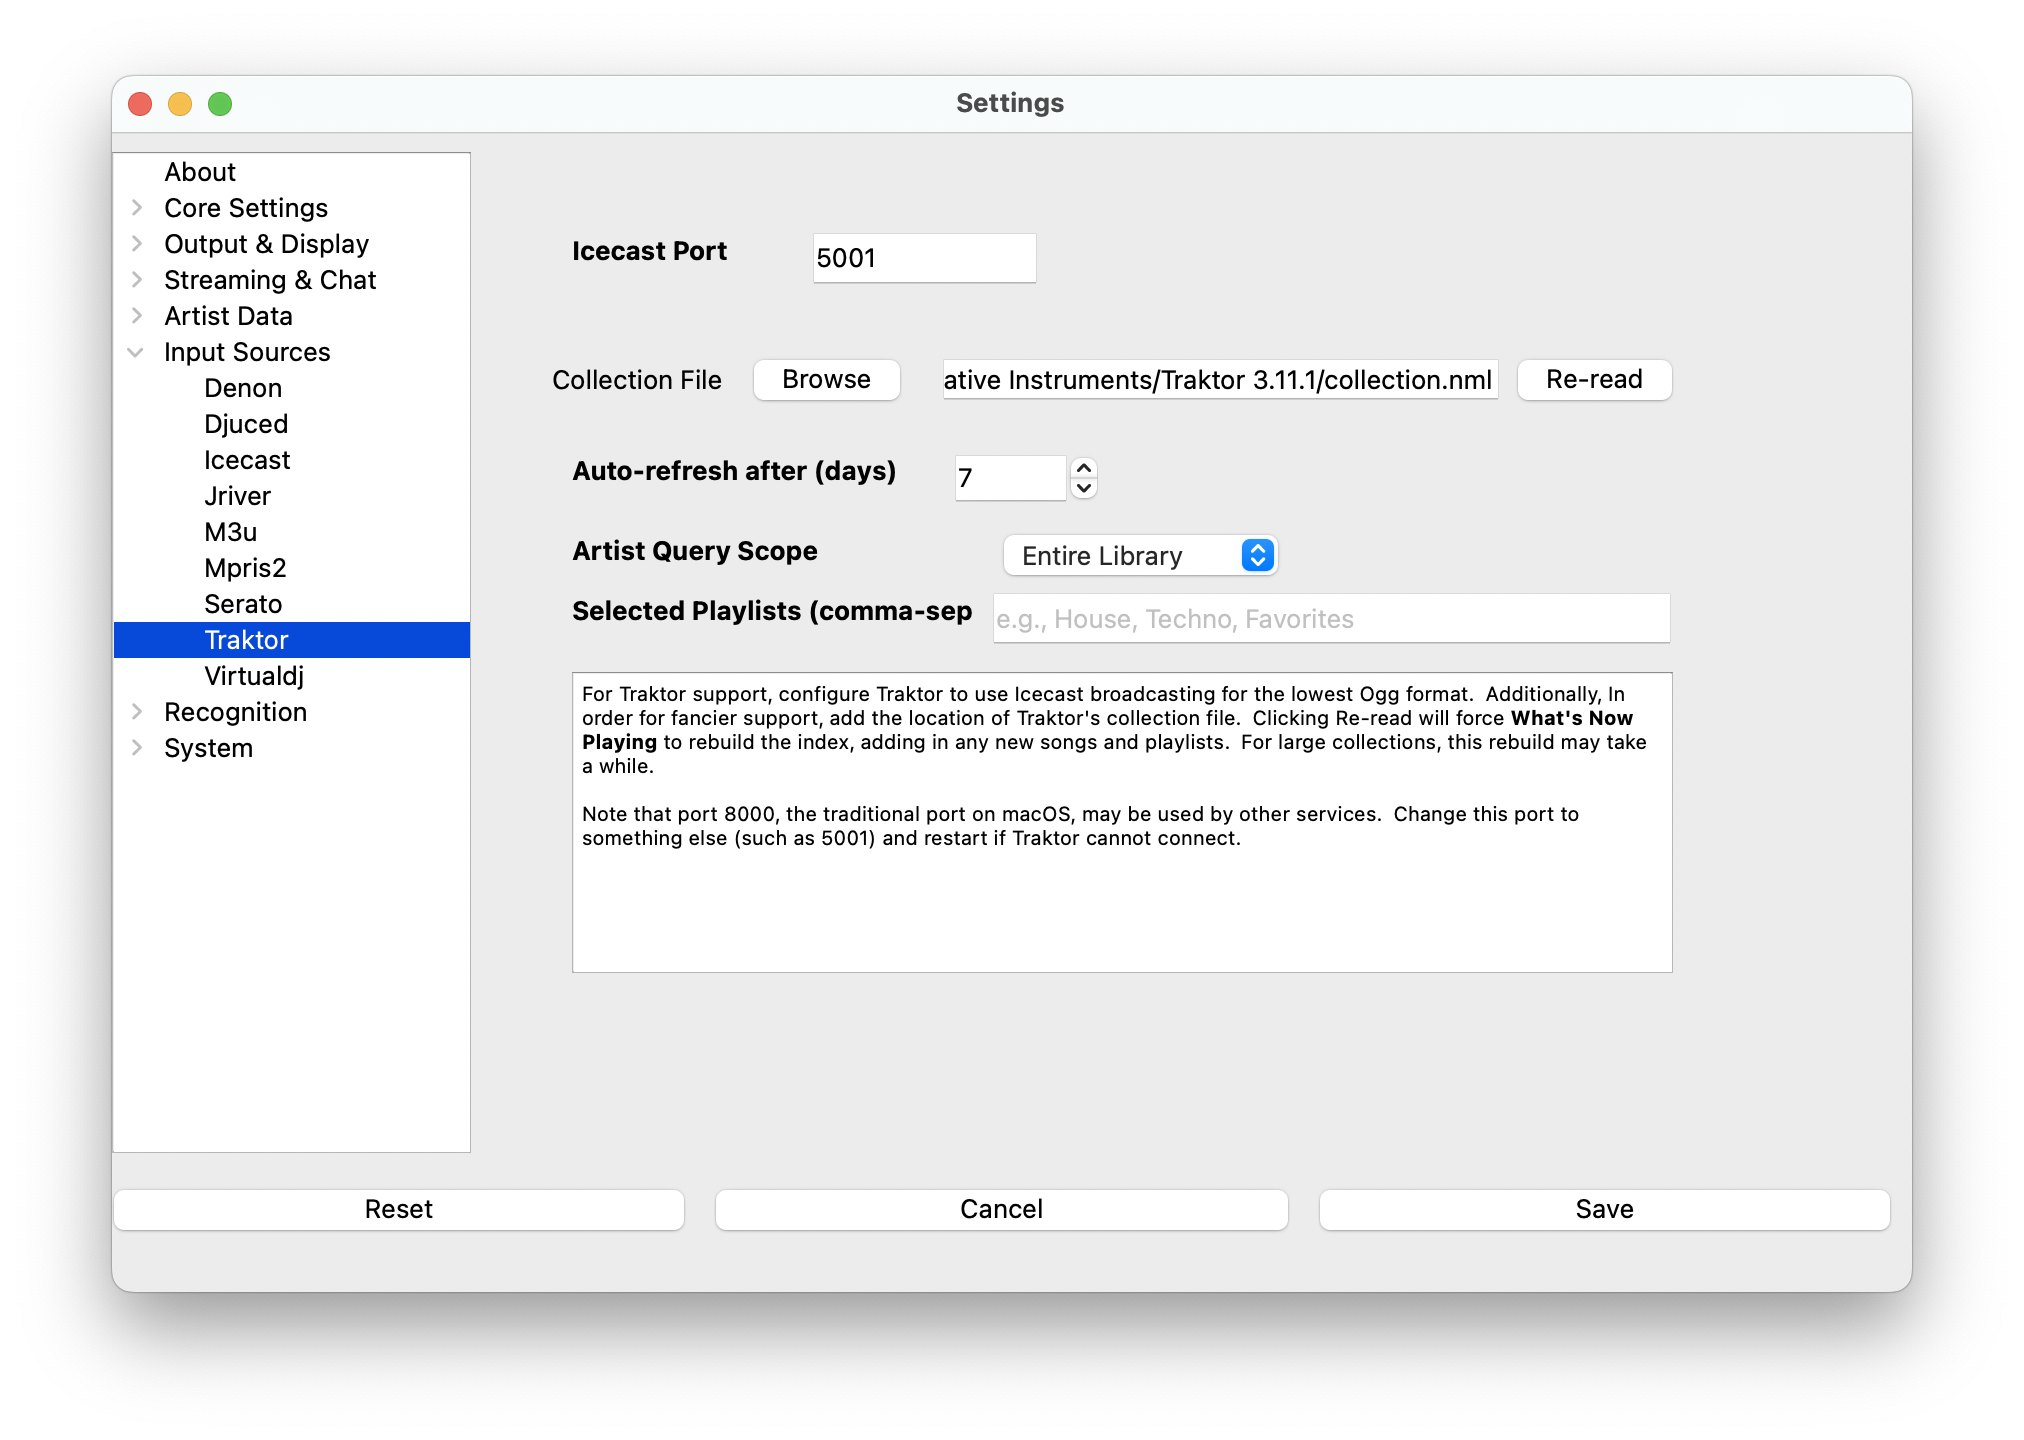 Settings
About
Core Settings
Output & Display
Streaming & Chat
Artist Data
Input Sources
Denon
Djuced
Icecast
Jriver
M3u
Mpris2
Serato
Traktor
Virtualdj
Recognition
System
Icecast Port
5001
Collection File
Browse
ative Instruments/Traktor 3.11.1/collection.nml
Re-read
Auto-refresh after (days)
7
Artist Query Scope
Entire Library
Selected Playlists (comma-sep
e.g., House, Techno, Favorites
For Traktor support, configure Traktor to use Icecast broadcasting for the lowest Ogg format.  Additionally, In
order for fancier support, add the location of Traktor's collection file.  Clicking Re-read will force What's Now
Playing to rebuild the index, adding in any new songs and playlists.  For large collections, this rebuild may take
a while.
Note that port 8000, the traditional port on macOS, may be used by other services.  Change this port to
something else (such as 5001) and restart if Traktor cannot connect.
Reset
Cancel
Save